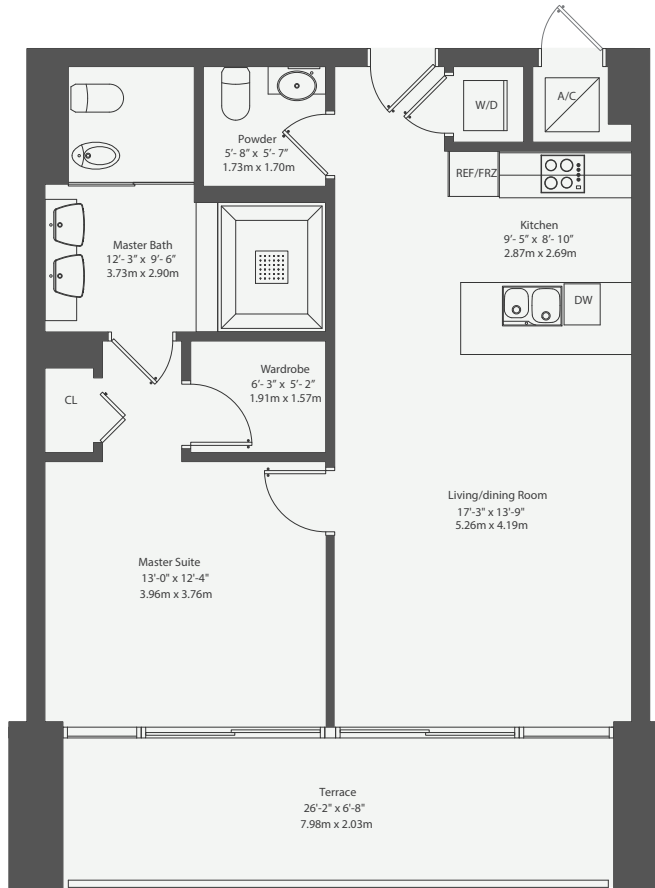 A/C
W/D
Powder
5'- 8" x 5'- 7"
1.73m x 1.70m
REF/FRZ
Kitchen
9'- 5" x 8'- 10"
2.87m x 2.69m
Master Bath
12'- 3" x 9'- 6"
3.73m x 2.90m
DW
Wardrobe
6'- 3" x 5'- 2"
1.91m x 1.57m
CL
Living/dining Room
17'-3" x 13'-9"
5.26m x 4.19m
Master Suite
13'-0" x 12'-4"
3.96m x 3.76m
Terrace
26'-2" x 6'-8"
7.98m x 2.03m